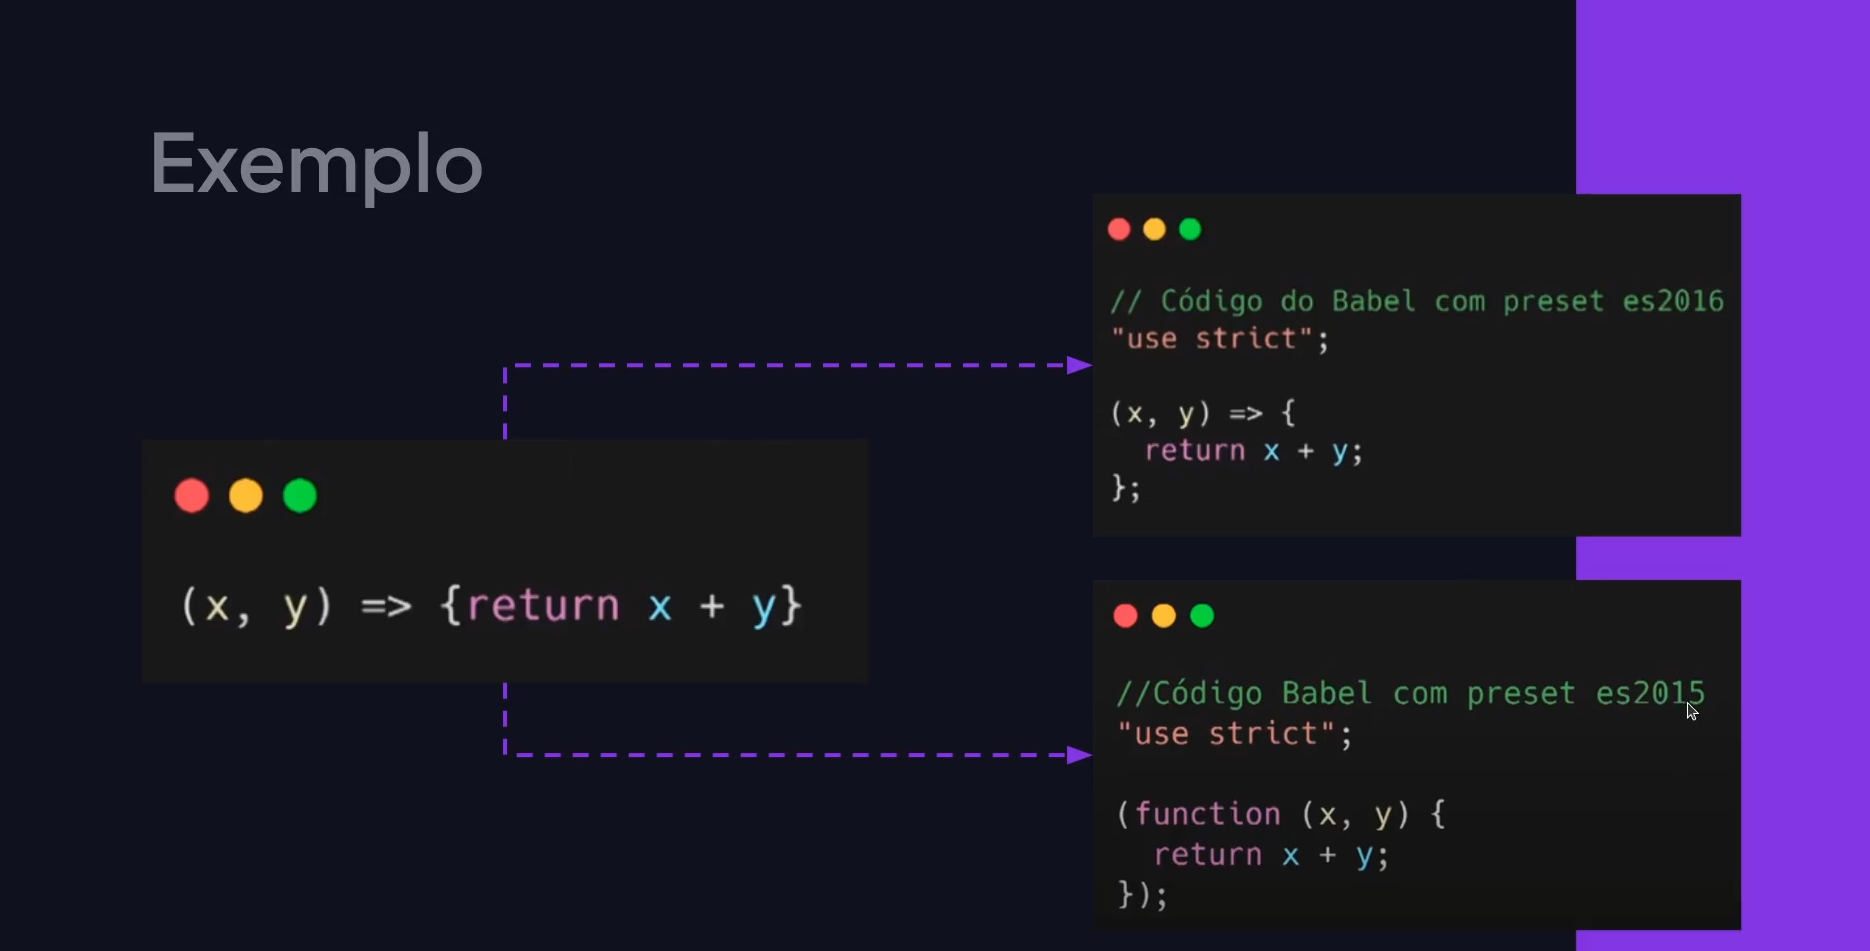 Exemplo
(x, y) => {return x + y}
// Código do Babel com preset es2016
"use strict";
(x, y) => {
return x + y;
};
//Código Babel com preset es2015
"use strict";
(function (x, y) {
return x + y;
});